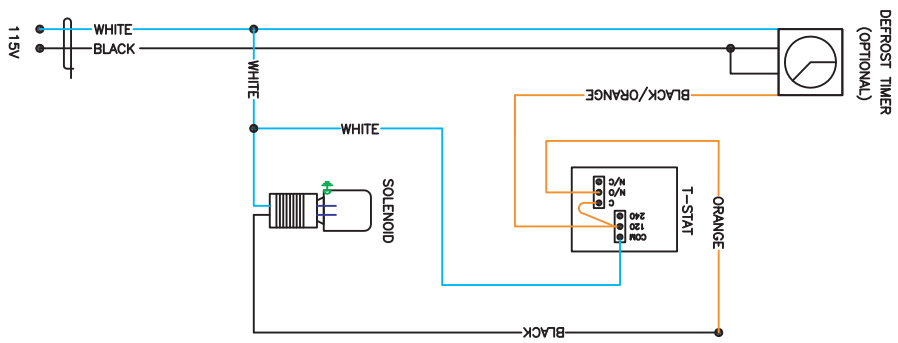 115V
WHITE
BLACK
DEFROST TIMER
(OPTIONAL)
WHITE
BLACK/ORANGE
WHITE
SOLENOID
N/C
N/O
C
240
120
COM
T-STAT
ORANGE
BLACK